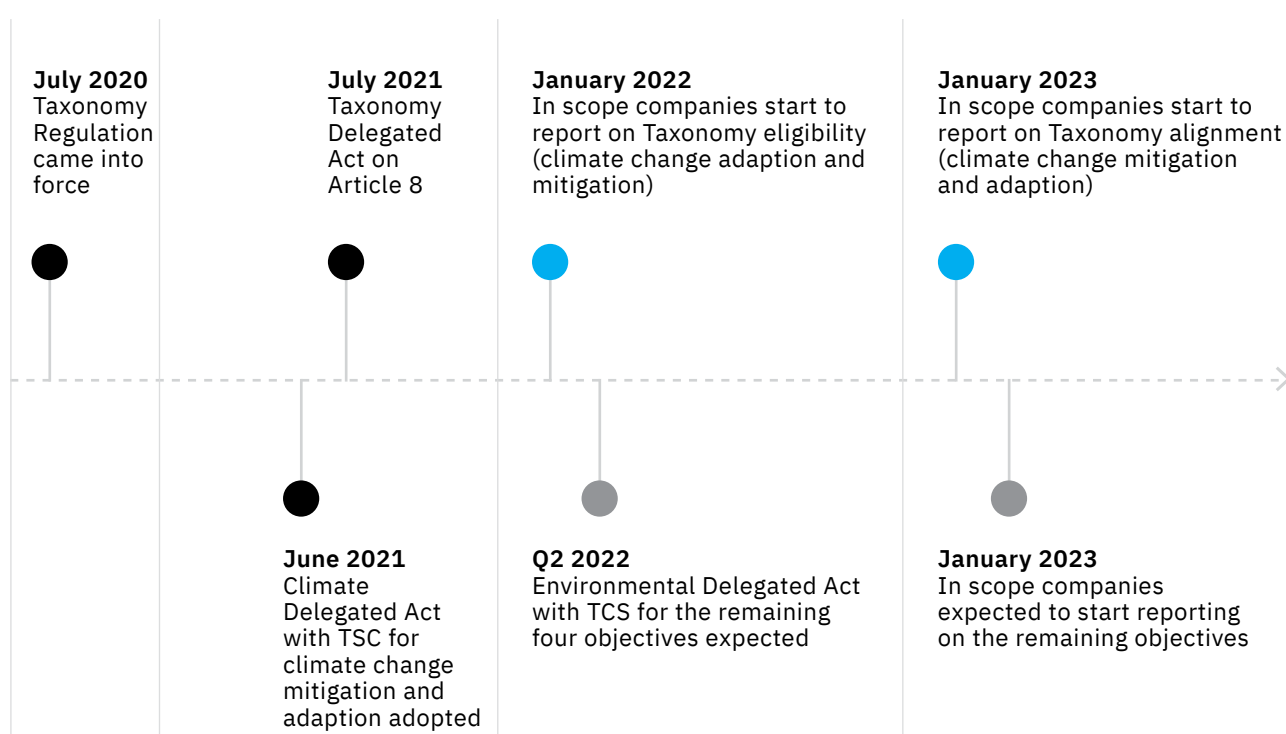 July 2020
Taxonomy
Regulation
came into
force
July 2021
Taxonomy
Delegated
Act on
Article 8
January 2022
In scope companies start to
report on Taxonomy eligibility
(climate change adaption and
mitigation)
January 2023
In scope companies start to
report on Taxonomy alignment
(climate change mitigation
and adaption)
June 2021
Climate
Delegated Act
with TSC for
climate change
mitigation and
adaption adopted
Q2 2022
Environmental Delegated Act
with TCS for the remaining
four objectives expected
January 2023
In scope companies
expected to start reporting
on the remaining objectives